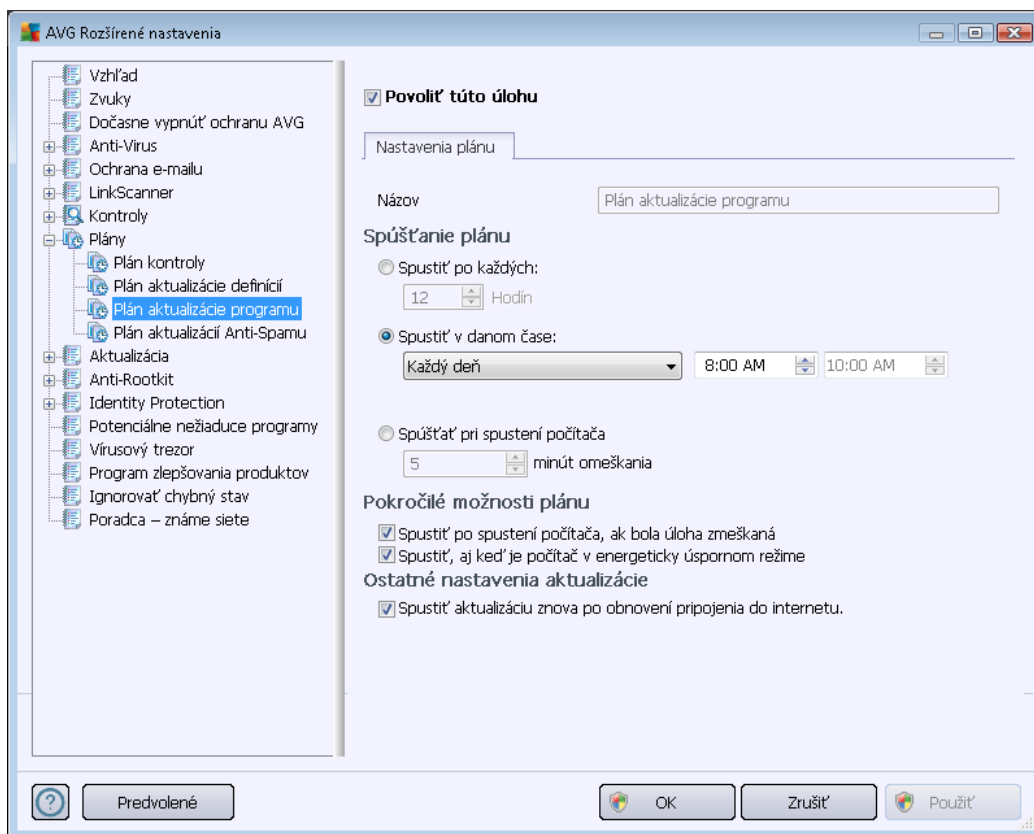 AVG Rozšírené nastavenia
Vzhľad
Zvuky
Dočasne vypnúť ochranu AVG
Anti-Virus
Ochrana e-mailu
LinkScanner
Kontroly
Plány
Plán kontroly
Plán aktualizácie definícií
Plán aktualizácie programu
Plán aktualizácií Anti-Spamu
Aktualizácia
Anti-Rootkit
Identity Protection
Potenciálne nežiaduce programy
Vírusový trezor
Program zlepšovania produktov
Ignorovať chybný stav
Poradca – známe siete
Povoliť túto úlohu
Nastavenia plánu
Názov Plán aktualizácie programu
Spúšťanie plánu
Spustiť po každých:
12 Hodín
Spustiť v danom čase:
Každý deň 8:00 AM 10:00 AM
Spúšťať pri spustení počítača
5 minút omeškania
Pokročilé možnosti plánu
Spustiť po spustení počítača, ak bola úloha zmeškaná
Spustiť, aj keď je počítač v energeticky úspornom režime
Ostatné nastavenia aktualizácie
Spustiť aktualizáciu znova po obnovení pripojenia do internetu.
? Predvolené OK Zrušiť Použiť